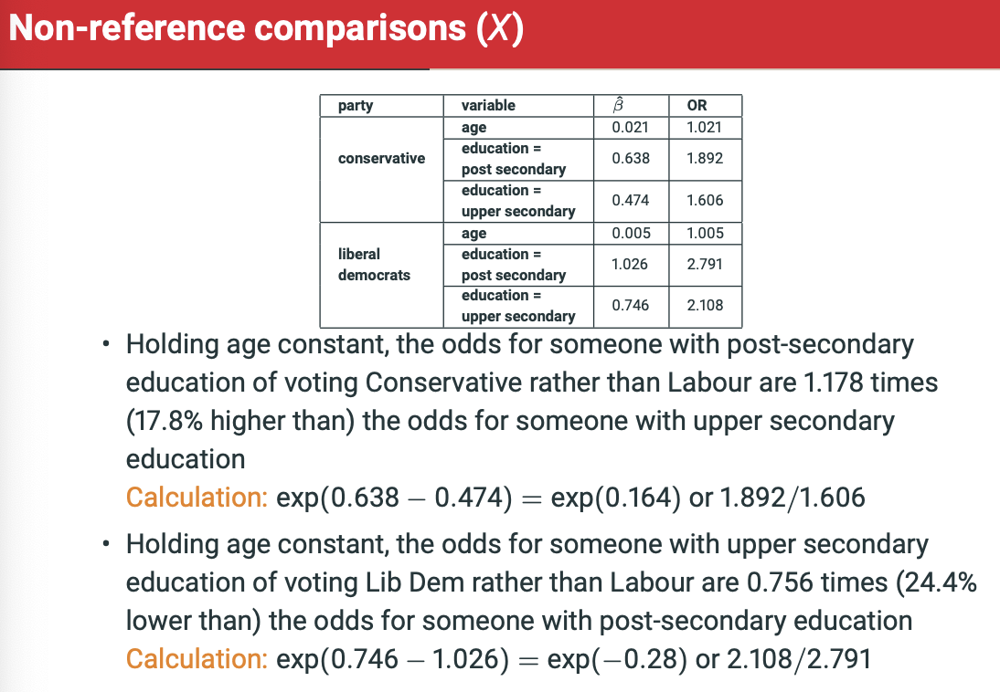 Non-reference comparisons (X)
party variable β̂ OR
age 0.021 1.021
conservative education = post secondary 0.638 1.892
education = upper secondary 0.474 1.606
age 0.005 1.005
liberal democrats education = post secondary 1.026 2.791
education = upper secondary 0.746 2.108
• Holding age constant, the odds for someone with post-secondary
education of voting Conservative rather than Labour are 1.178 times
(17.8% higher than) the odds for someone with upper secondary
education
Calculation: exp(0.638 − 0.474) = exp(0.164) or 1.892/1.606
• Holding age constant, the odds for someone with upper secondary
education of voting Lib Dem rather than Labour are 0.756 times (24.4%
lower than) the odds for someone with post-secondary education
Calculation: exp(0.746 − 1.026) = exp(−0.28) or 2.108/2.791